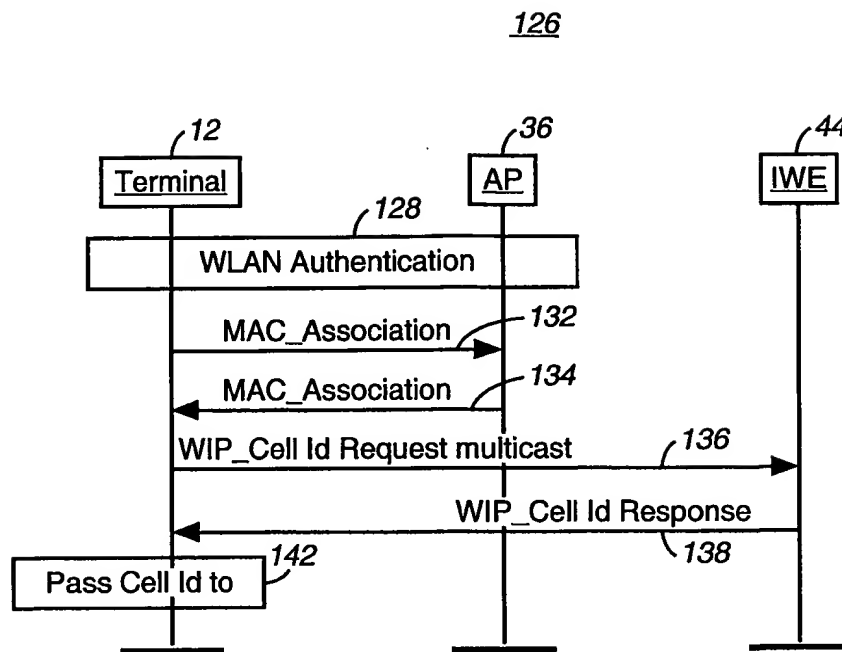 126
12
36
44
Terminal
AP
IWE
128
WLAN Authentication
MAC_Association
132
MAC_Association
134
WIP_Cell Id Request multicast
136
WIP_Cell Id Response
138
Pass Cell Id to
142